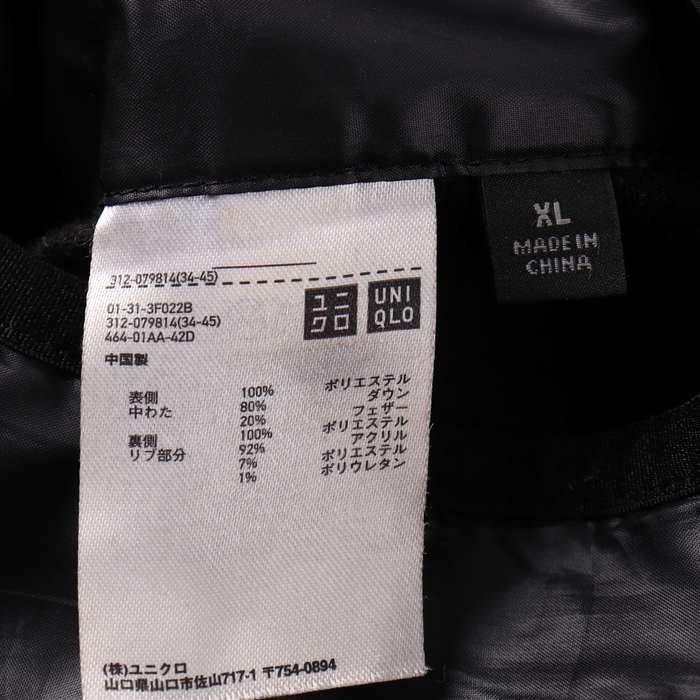 312-079814(34-45)
01-31-3F022B
312-079814(34-45)
464-01AA-42D
中国製
ユニクロ
UNIQLO
表側 100% ポリエステル
中わた 80% ダウン
20% フェザー
裏側 100% ポリエステル
リブ部分 92% アクリル
7% ポリエステル
1% ポリウレタン
(株)ユニクロ
山口県山口市佐山717-1 〒754-0894
XL
MADE IN
CHINA